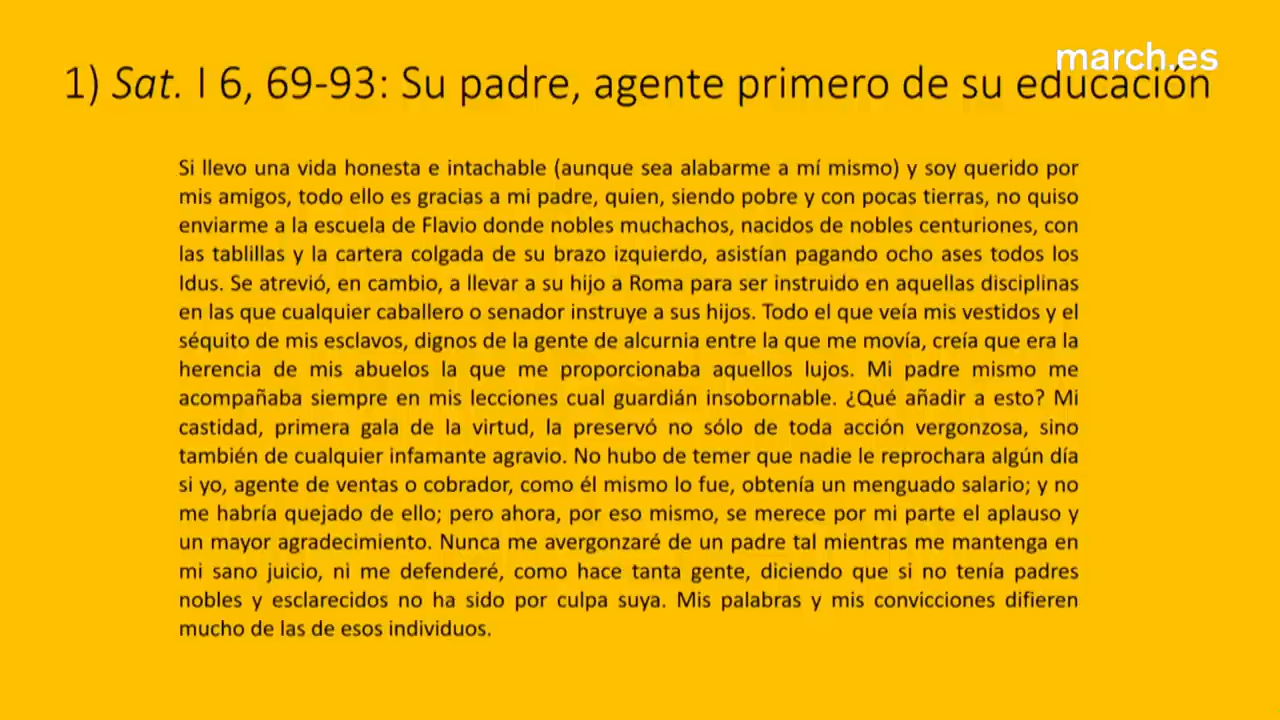 march.es
1) Sat. I 6, 69-93: Su padre, agente primero de su educación
Si llevo una vida honesta e intachable (aunque sea alabarme a mí mismo) y soy querido por
mis amigos, todo ello es gracias a mi padre, quien, siendo pobre y con pocas tierras, no quiso
enviarme a la escuela de Flavio donde nobles muchachos, nacidos de nobles centuriones, con
las tablillas y la cartera colgada de su brazo izquierdo, asistían pagando ocho ases todos los
Idus. Se atrevió, en cambio, a llevar a su hijo a Roma para ser instruido en aquellas disciplinas
en las que cualquier caballero o senador instruye a sus hijos. Todo el que veía mis vestidos y el
séquito de mis esclavos, dignos de la gente de alcurnia entre la que me movía, creía que era la
herencia de mis abuelos la que me proporcionaba aquellos lujos. Mi padre mismo me
acompañaba siempre en mis lecciones cual guardián insobornable. ¿Qué añadir a esto? Mi
castidad, primera gala de la virtud, la preservó no sólo de toda acción vergonzosa, sino
también de cualquier infamante agravio. No hubo de temer que nadie le reprochara algún día
si yo, agente de ventas o cobrador, como él mismo lo fue, obtenía un menguado salario; y no
me habría quejado de ello; pero ahora, por eso mismo, se merece por mi parte el aplauso y
un mayor agradecimiento. Nunca me avergonzaré de un padre tal mientras me mantenga en
mi sano juicio, ni me defenderé, como hace tanta gente, diciendo que si no tenía padres
nobles y esclarecidos no ha sido por culpa suya. Mis palabras y mis convicciones difieren
mucho de las de esos individuos.